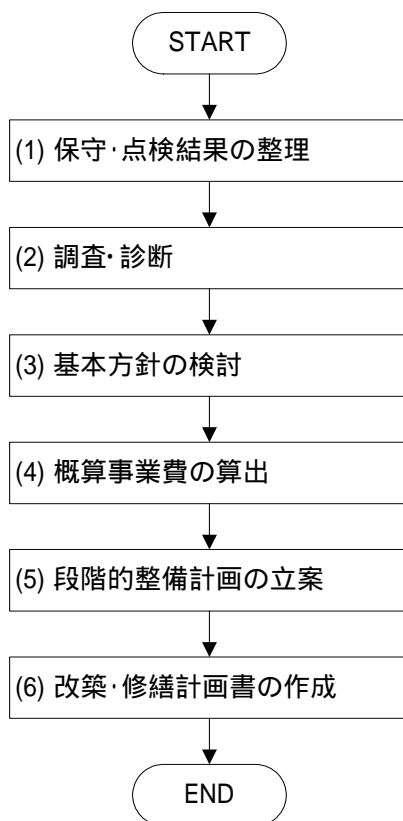 START
(1) 保守・点検結果の整理
(2) 調査・診断
(3) 基本方針の検討
(4) 概算事業費の算出
(5) 段階的整備計画の立案
(6) 改築・修繕計画書の作成
END